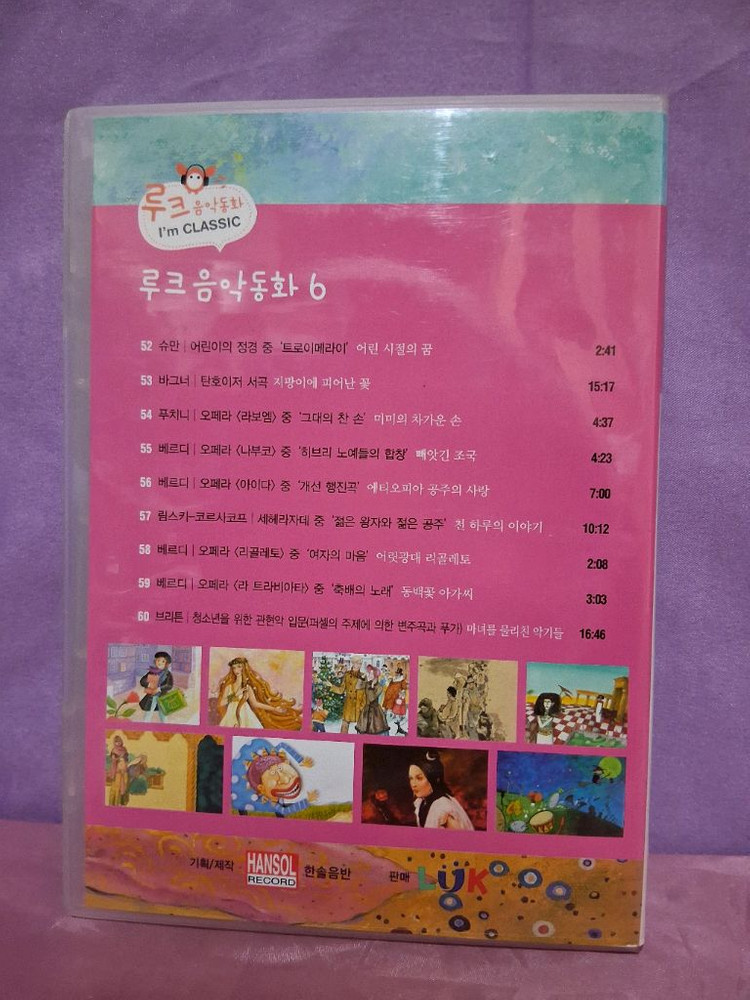 루크 음악동화
I'm CLASSIC
루크 음악동화 6
52 슈만 | 어린이의 정경 중 '트로이메라이' 어린 시절의 꿈 2:41
53 바그너 | 탄호이저 서곡 지팡이에 피어난 꽃 15:17
54 푸치니 | 오페라 〈라보엠〉 중 '그대의 찬 손' 미미의 차가운 손 4:37
55 베르디 | 오페라 〈나부코〉 중 '히브리 노예들의 합창' 빼앗긴 조국 4:23
56 베르디 | 오페라 〈아이다〉 중 '개선 행진곡' 에티오피아 공주의 사랑 7:00
57 림스키-코르사코프 | 세헤라자데 중 '젊은 왕자와 젊은 공주' 천 하루의 이야기 10:12
58 베르디 | 오페라 〈리골레토〉 중 '여자의 마음' 어릿광대 리골레토 2:08
59 베르디 | 오페라 〈라 트라비아타〉 중 '축배의 노래' 동백꽃 아가씨 3:03
60 브리튼 | 청소년을 위한 관현악 입문(퍼셀의 주제에 의한 변주곡과 푸가) 마녀를 물리친 악기들 16:46
기획/제작 HANSOL RECORD 한솔음반 판매 LÿK